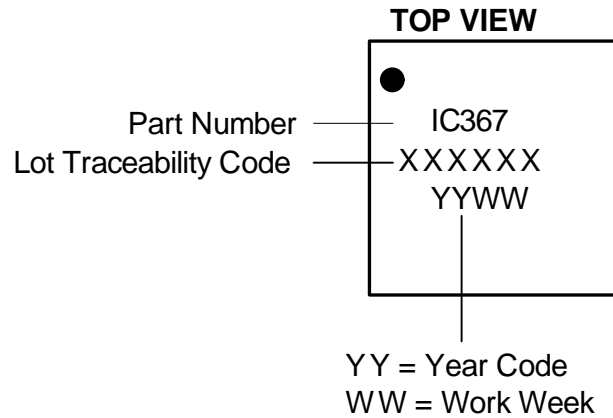 TOP VIEW
Part Number
IC367
Lot Traceability Code
XXXXXX
YYWW
YY = Year Code
WW = Work Week